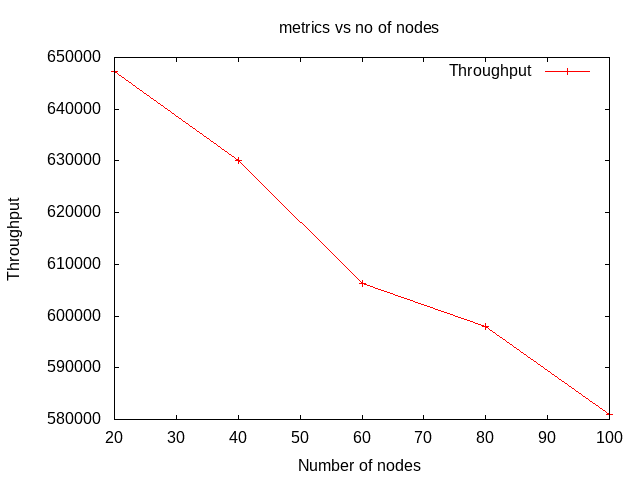 metrics vs no of nodes
650000
640000
630000
620000
610000
600000
590000
580000
Throughput
Throughput
20 30 40 50 60 70 80 90 100
Number of nodes